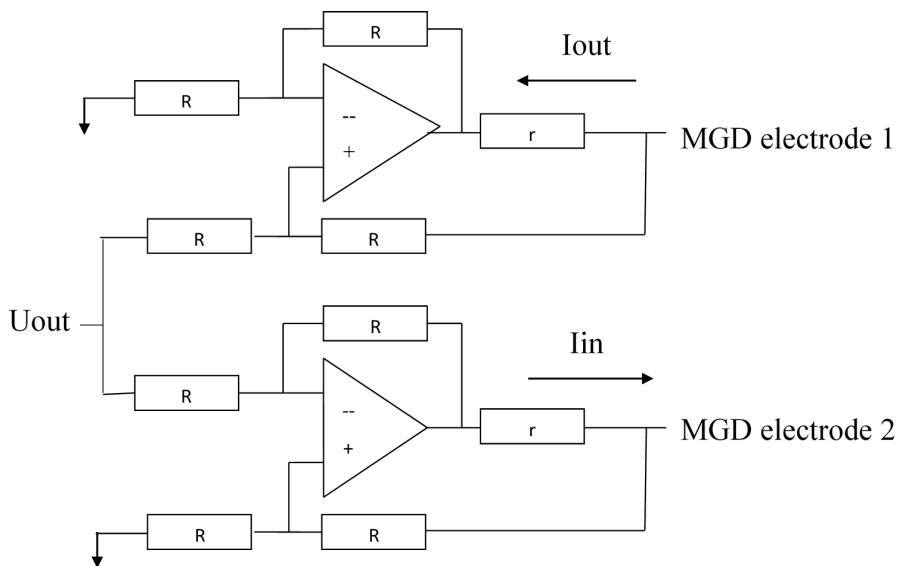 R
Iout
R
--
+
r
MGD electrode 1
R
R
Uout
R
Iin
R
--
+
r
MGD electrode 2
R
R